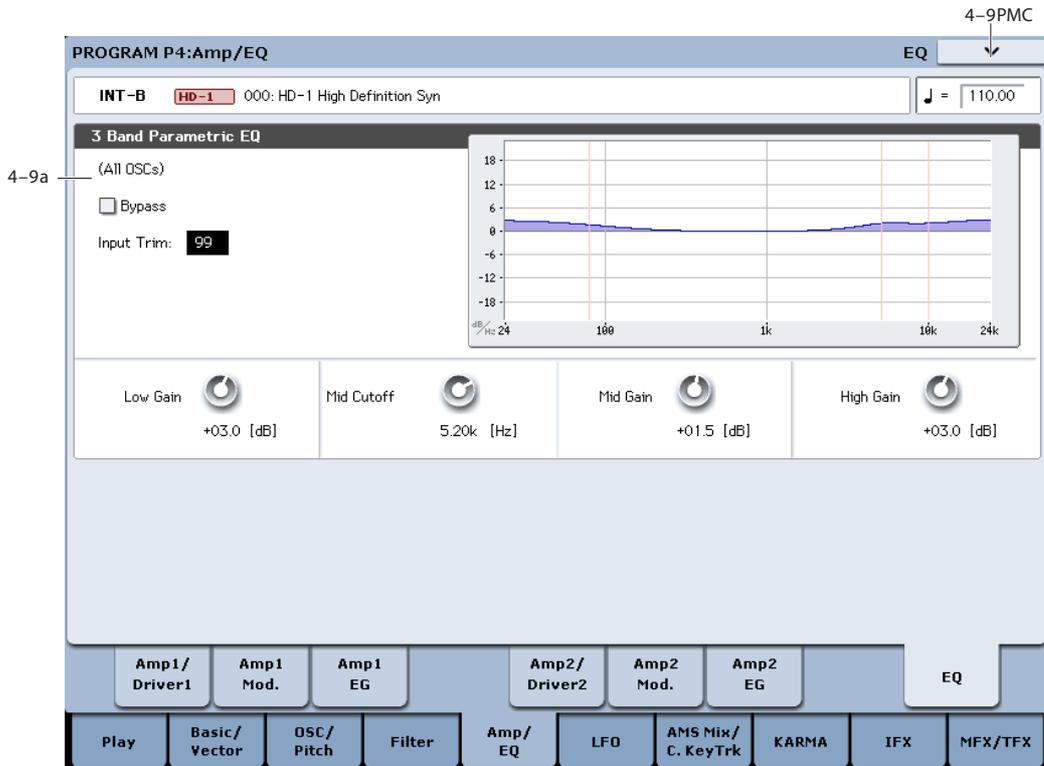 4–9PMC
PROGRAM P4:Amp/EQ EQ
INT-B HD-1 000: HD-1 High Definition Syn ♩ = 110.00
3 Band Parametric EQ
4–9a
(All OSCs)
Bypass
Input Trim: 99
18
12
6
0
-6
-12
-18
dB/Hz 24 100 1k 10k 24k
Low Gain Mid Cutoff Mid Gain High Gain
+03.0 [dB] 5.20k [Hz] +01.5 [dB] +03.0 [dB]
Amp1/ Amp1 Amp1 Amp2/ Amp2 Amp2 EQ
Driver1 Mod. EG Driver2 Mod. EG
Play Basic/ OSC/ Filter Amp/ LFO AMS Mix/ KARMA IFX MFX/TFX
Vector Pitch EQ C. KeyTrk